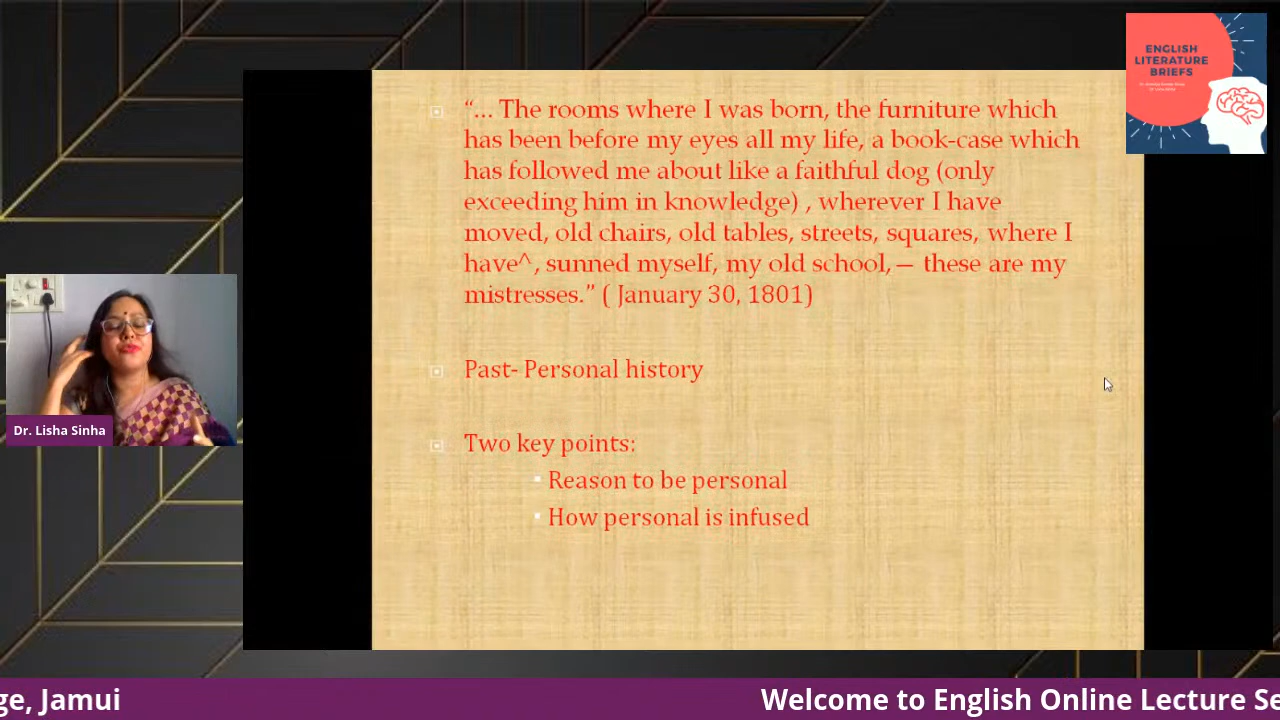 “... The rooms where I was born, the furniture which
has been before my eyes all my life, a book-case which
has followed me about like a faithful dog (only
exceeding him in knowledge) , wherever I have
moved, old chairs, old tables, streets, squares, where I
have^, sunned myself, my old school,— these are my
mistresses.” ( January 30, 1801)
Past- Personal history
Two key points:
Reason to be personal
How personal is infused
ENGLISH
LITERATURE
BRIEFS
Dr. Lisha Sinha
ge, Jamui
Welcome to English Online Lecture Se